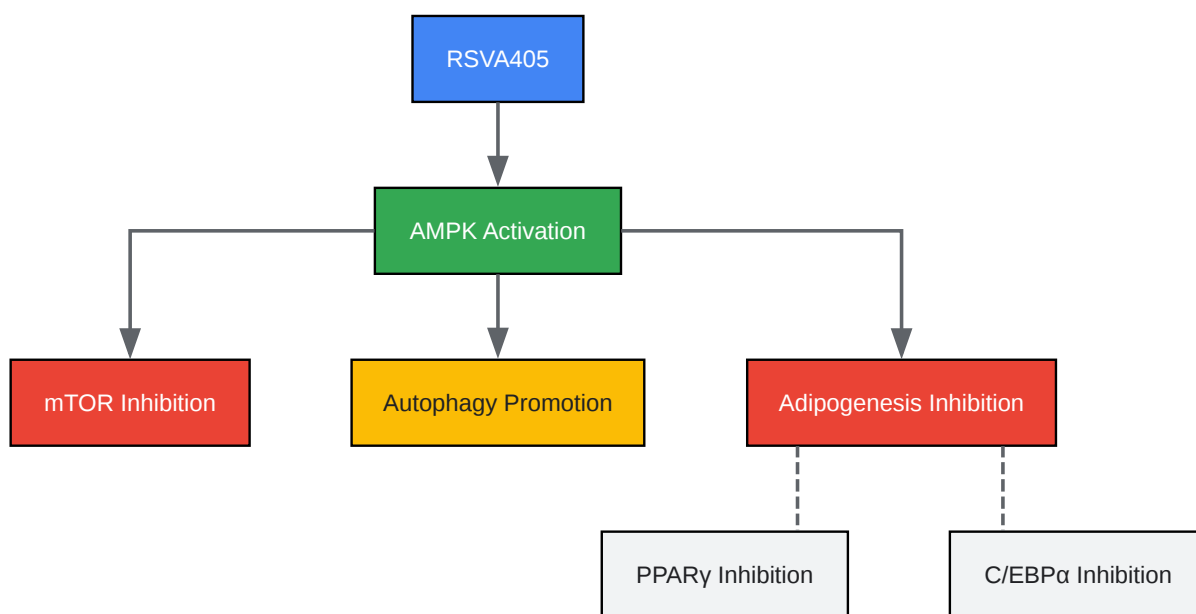 RSVA405
AMPK Activation
mTOR Inhibition
Autophagy Promotion
Adipogenesis Inhibition
PPARγ Inhibition
C/EBPα Inhibition